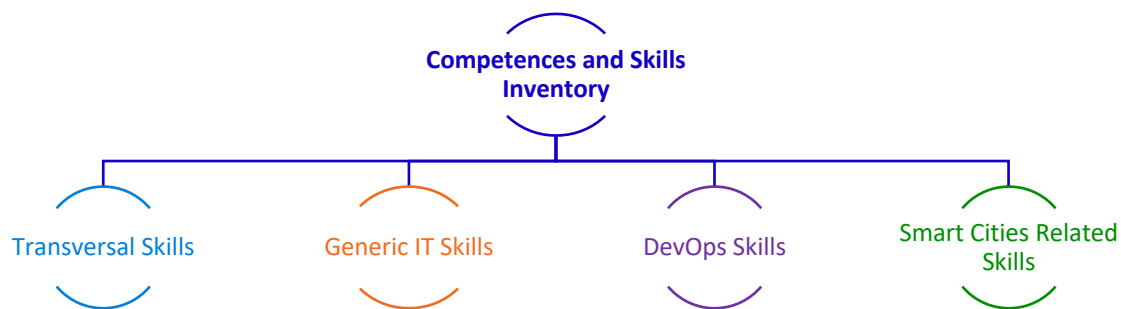 Competences and Skills
Inventory
Transversal Skills
Generic IT Skills
DevOps Skills
Smart Cities Related
Skills